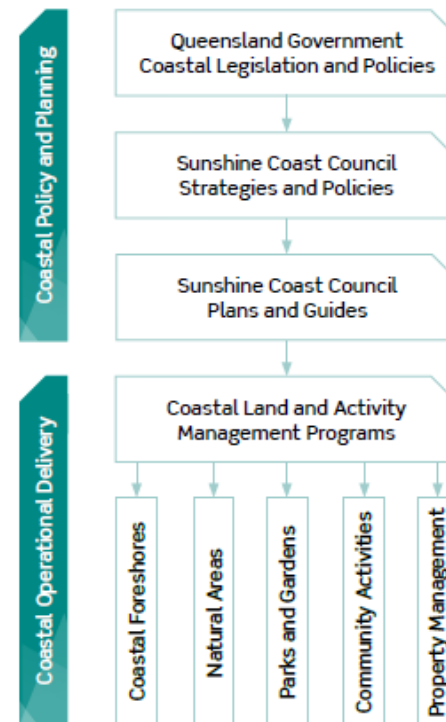 Coastal Policy and Planning
Queensland Government
Coastal Legislation and Policies
Sunshine Coast Council
Strategies and Policies
Sunshine Coast Council
Plans and Guides
Coastal Operational Delivery
Coastal Land and Activity
Management Programs
Coastal Foreshores
Natural Areas
Parks and Gardens
Community Activities
Property Management